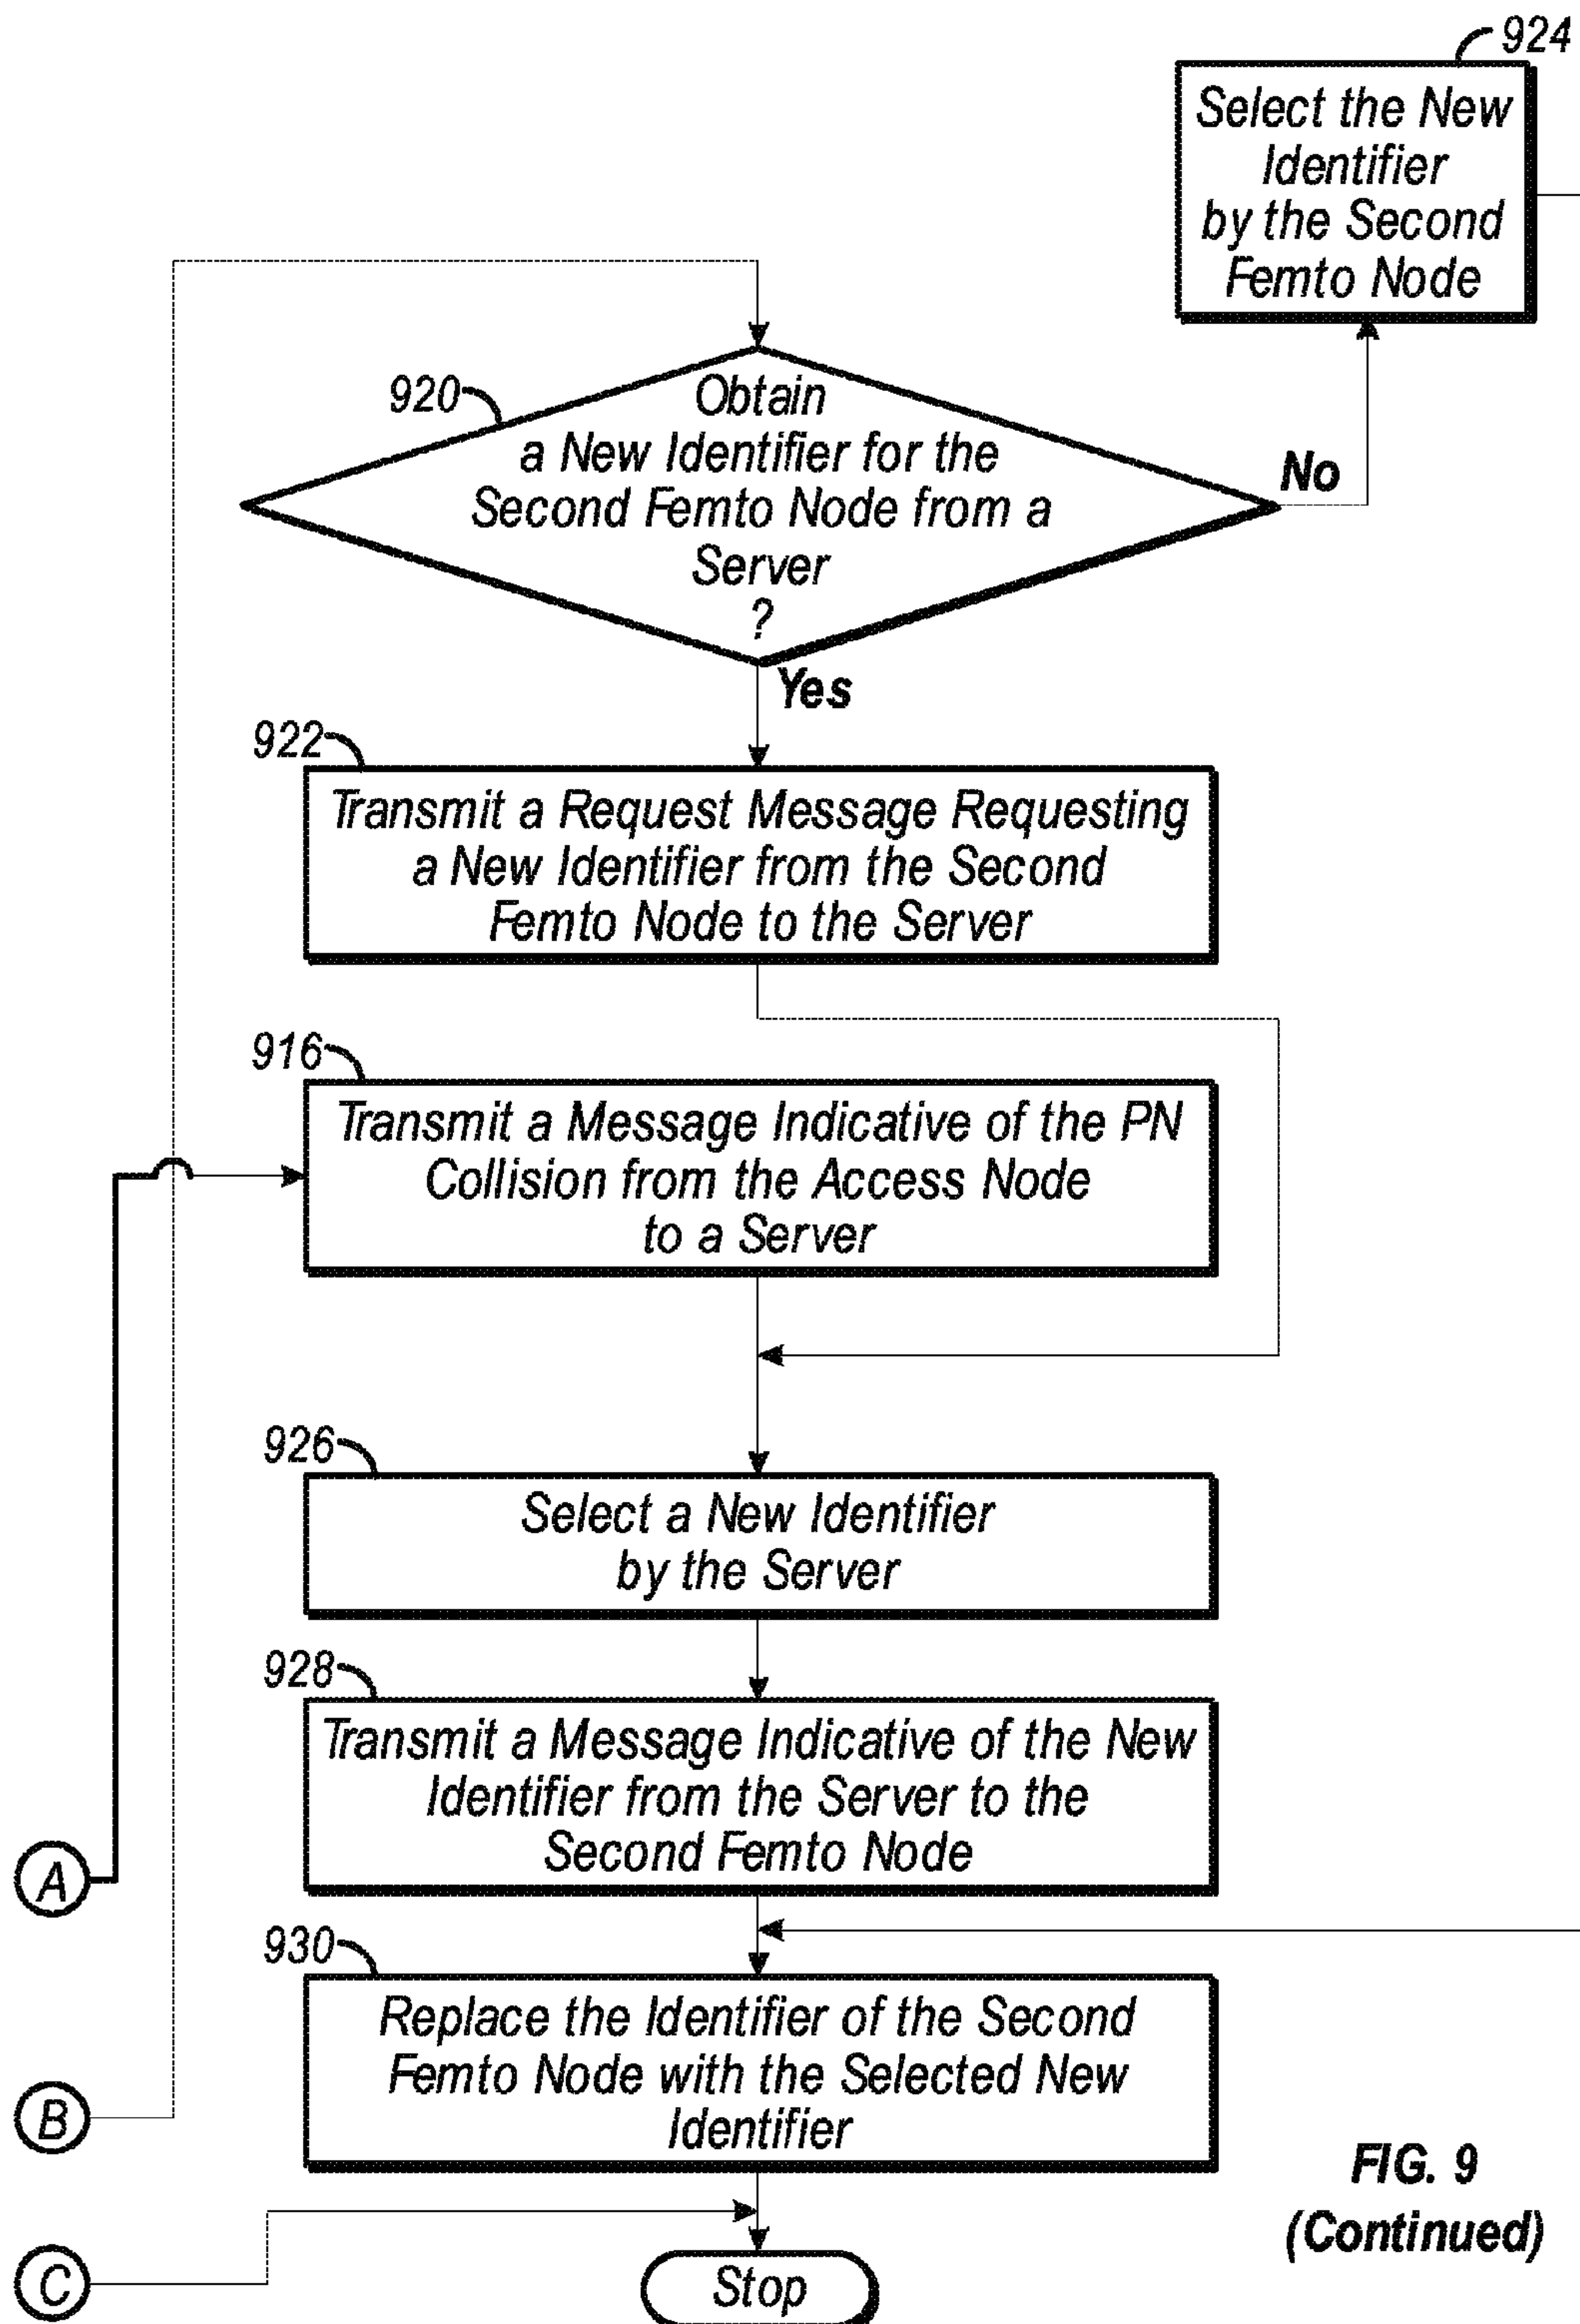 924
Select the New
Identifier
by the Second
Femto Node
920
Obtain
a New Identifier for the
Second Femto Node from a
Server
?
No
Yes
922
Transmit a Request Message Requesting
a New Identifier from the Second
Femto Node to the Server
916
Transmit a Message Indicative of the PN
Collision from the Access Node
to a Server
926
Select a New Identifier
by the Server
928
Transmit a Message Indicative of the New
Identifier from the Server to the
Second Femto Node
A
930
Replace the Identifier of the Second
Femto Node with the Selected New
Identifier
B
FIG. 9
(Continued)
C
Stop